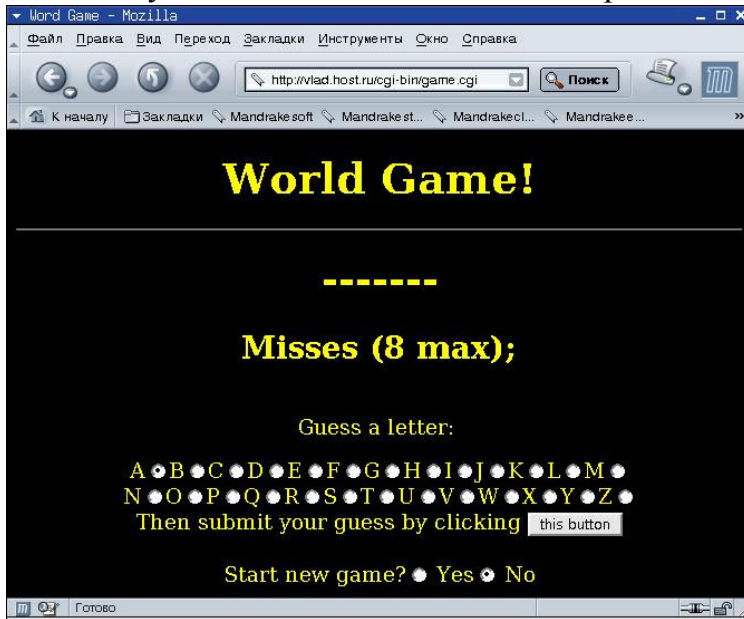 Word Game - Mozilla
Файл Правка Вид Переход Закладки Инструменты Окно Справка
http://vlad.host.ru/cgi-bin/game.cgi Поиск
К началу Закладки Mandrakesoft Mandrakest... Mandrakecl... Mandrakee... »
World Game!
-------
Misses (8 max);
Guess a letter:
A B C D E F G H I J K L M
N O P Q R S T U V W X Y Z
Then submit your guess by clicking this button
Start new game? Yes No
Готово